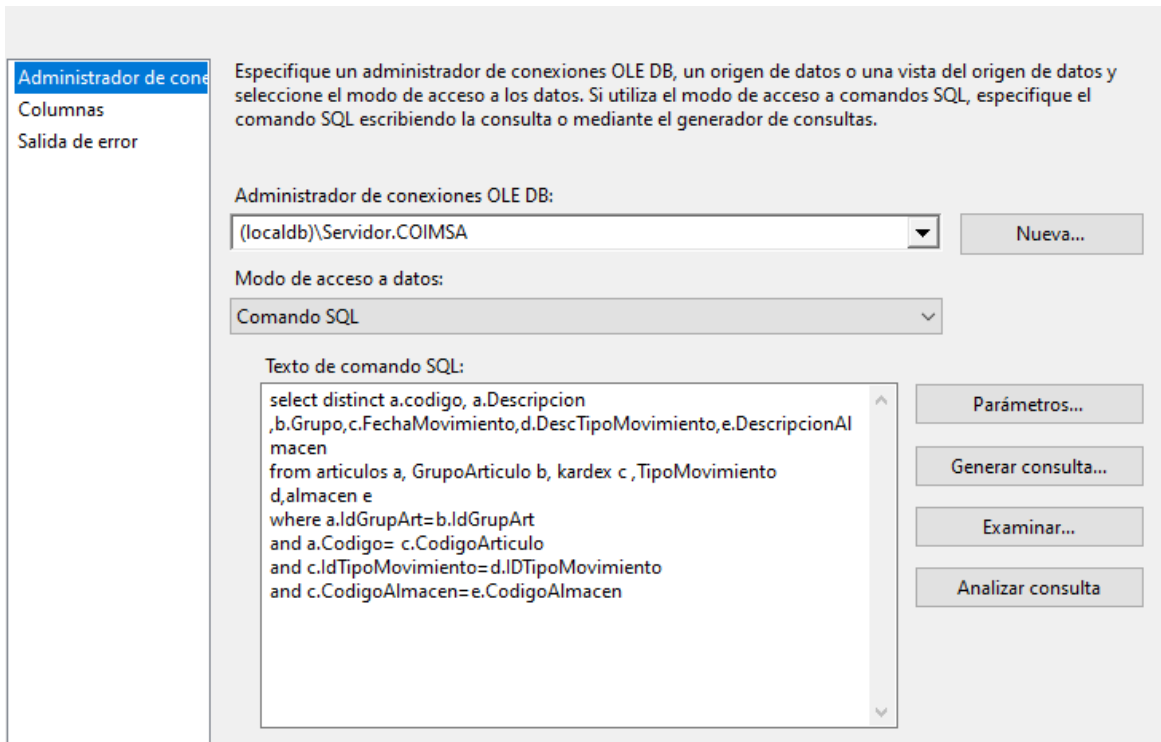 Administrador de cone
Columnas
Salida de error
Especifique un administrador de conexiones OLE DB, un origen de datos o una vista del origen de datos y
seleccione el modo de acceso a los datos. Si utiliza el modo de acceso a comandos SQL, especifique el
comando SQL escribiendo la consulta o mediante el generador de consultas.
Administrador de conexiones OLE DB:
(localdb)\Servidor.COIMSA
Nueva...
Modo de acceso a datos:
Comando SQL
Texto de comando SQL:
select distinct a.codigo, a.Descripcion
,b.Grupo,c.FechaMovimiento,d.DescTipoMovimiento,e.DescripcionAl
macen
from articulos a, GrupoArticulo b, kardex c ,TipoMovimiento
d,almacen e
where a.IdGrupArt=b.IdGrupArt
and a.Codigo= c.CodigoArticulo
and c.IdTipoMovimiento=d.IDTipoMovimiento
and c.CodigoAlmacen=e.CodigoAlmacen
Parámetros...
Generar consulta...
Examinar...
Analizar consulta